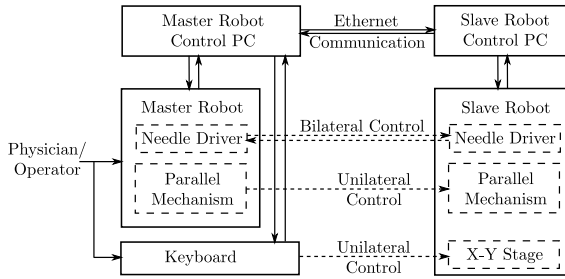 Master Robot
Control PC
Ethernet
Communication
Slave Robot
Control PC
Master Robot
Needle Driver
Parallel
Mechanism
Physician/
Operator
Keyboard
Bilateral Control
Unilateral
Control
Unilateral
Control
Slave Robot
Needle Driver
Parallel
Mechanism
X-Y Stage